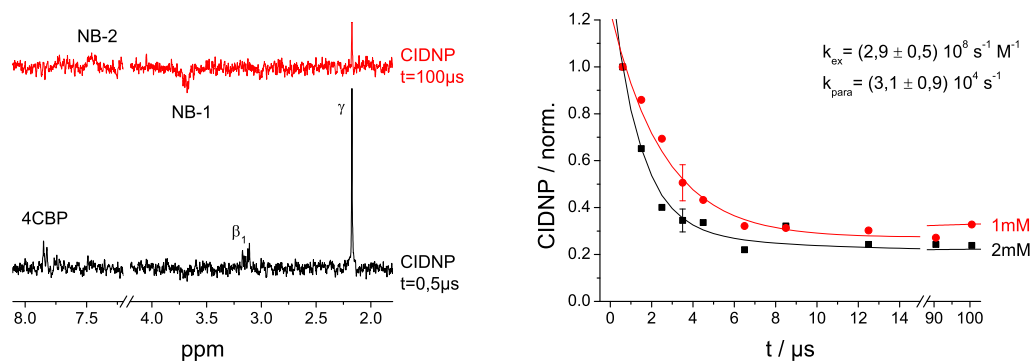 NB-2
CIDNP
t=100µs
NB-1
γ
4CBP
β1
CIDNP
t=0,5µs
8.0 7.5 4.0 3.5 3.0 2.5 2.0
ppm
kex= (2,9 ± 0,5) 10^8 s^-1 M^-1
kpara= (3,1 ± 0,9) 10^4 s^-1
CIDNP / norm.
1.2
1.0
0.8
0.6
0.4
0.2
0.0
1mM
2mM
0 2 4 6 8 10 12 14 90 100
t / µs